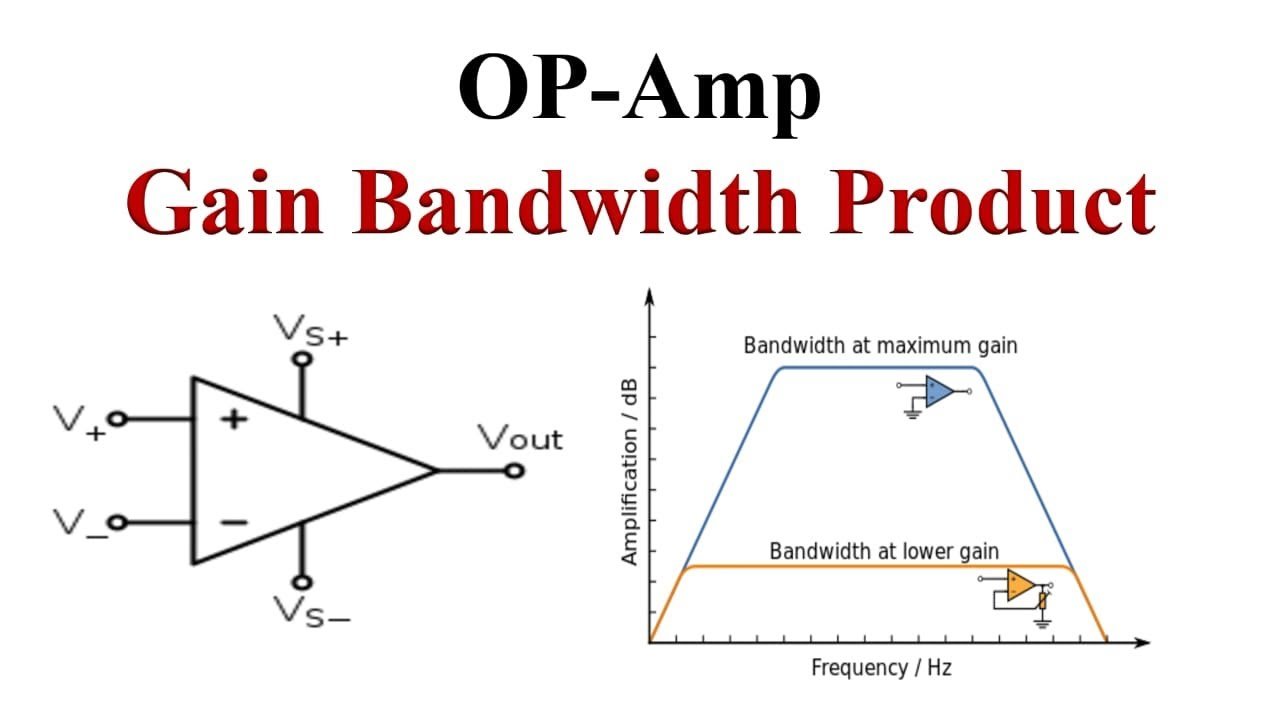 OP-Amp
Gain Bandwidth Product
VS+
V+
+
Vout
V_
−
VS−
Bandwidth at maximum gain
Amplification / dB
Bandwidth at lower gain
Frequency / Hz